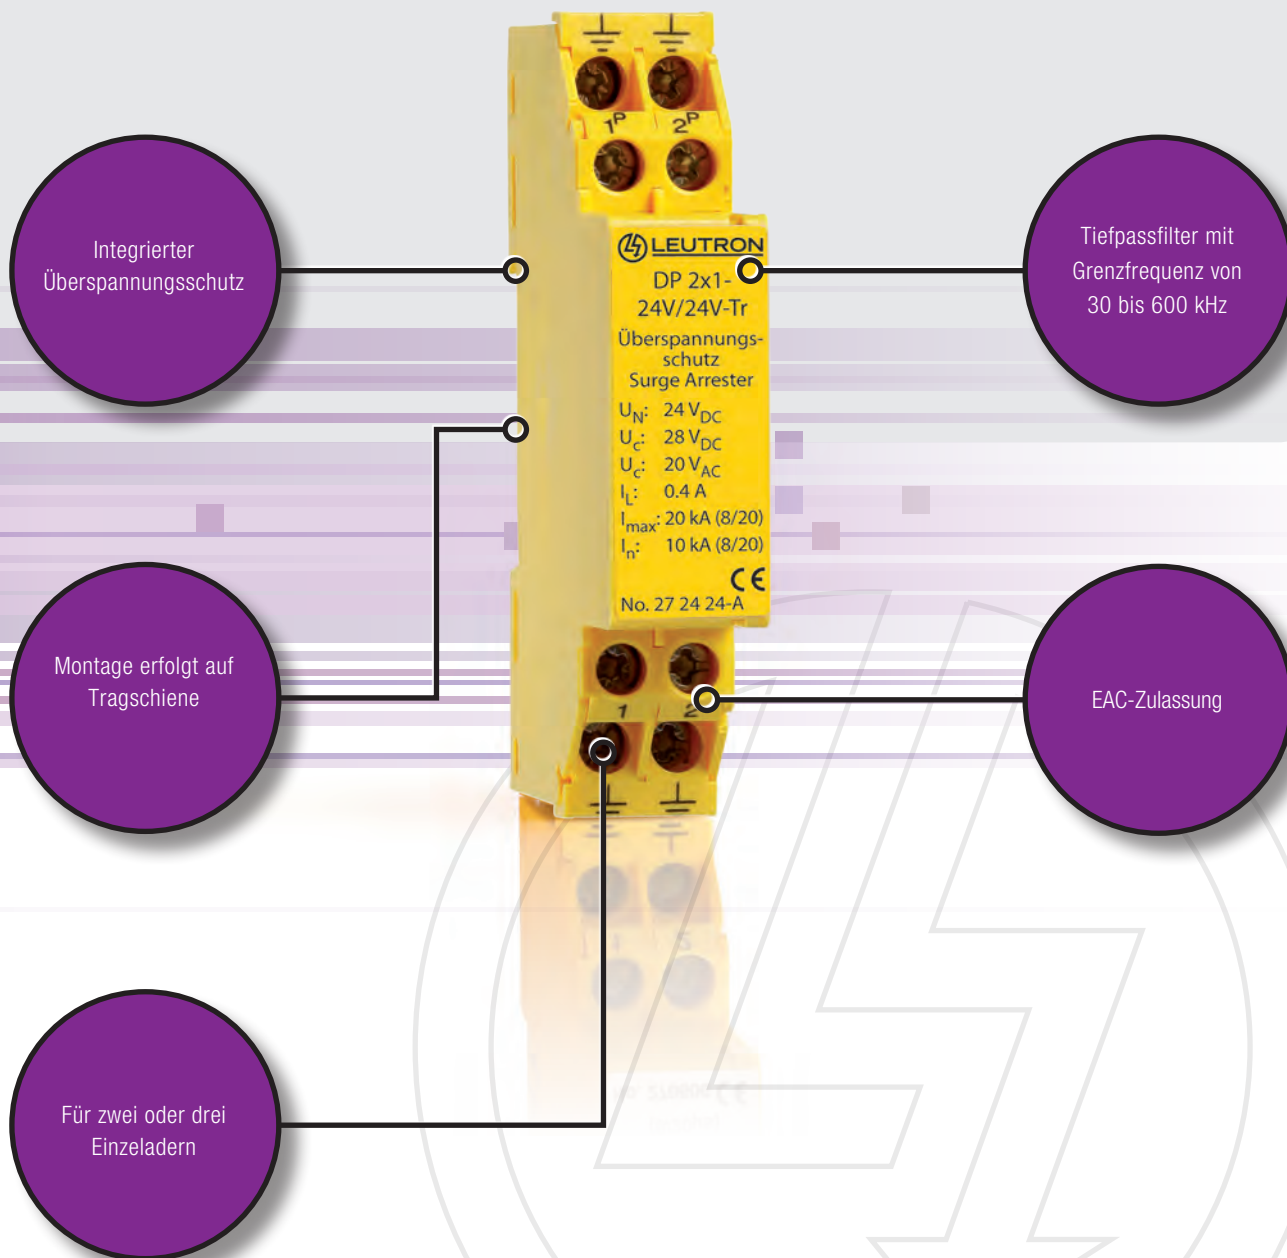 1P 2P
Integrierter
Überspannungsschutz
LEUTRON
DP 2x1-
24V/24V-Tr
Überspannungs-
schutz
Surge Arrester
UN: 24 VDC
Uc: 28 VDC
Uc: 20 VAC
IL: 0.4 A
Imax: 20 kA (8/20)
In: 10 kA (8/20)
CE
No. 27 24 24-A
1 2
Tiefpassfilter mit
Grenzfrequenz von
30 bis 600 kHz
Montage erfolgt auf
Tragschiene
EAC-Zulassung
Für zwei oder drei
Einzeladern